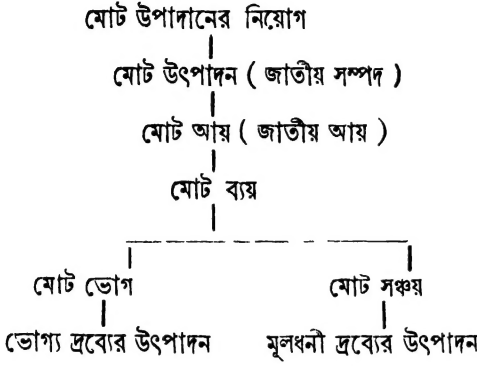 মোট উপাদানের নিয়োগ
মোট উৎপাদন ( জাতীয় সম্পদ )
মোট আয় ( জাতীয় আয় )
মোট ব্যয়
মোট ভোগ মোট সঞ্চয়
ভোগ্য দ্রব্যের উৎপাদন মূলধনী দ্রব্যের উৎপাদন